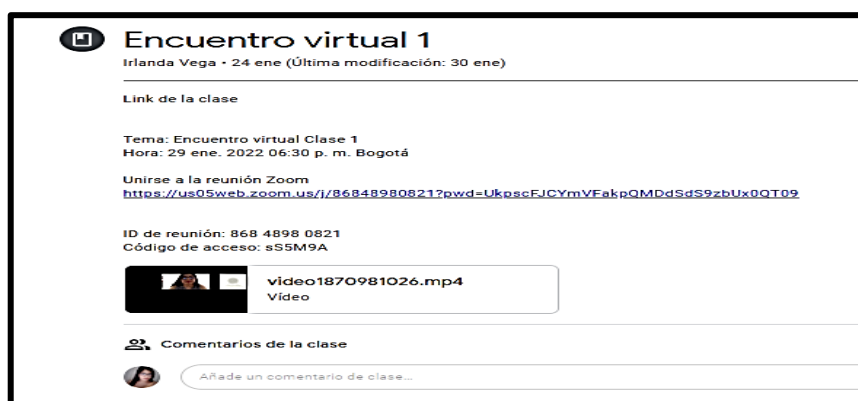 Encuentro virtual 1
Irlanda Vega • 24 ene (Última modificación: 30 ene)
Link de la clase
Tema: Encuentro virtual Clase 1
Hora: 29 ene. 2022 06:30 p. m. Bogotá
Unirse a la reunión Zoom
https://us05web.zoom.us/j/86848980821?pwd=UkpscFJCYmVFakpQMDdSdS9zbUx0QT09
ID de reunión: 868 4898 0821
Código de acceso: sS5M9A
video1870981026.mp4
Vídeo
Comentarios de la clase
Añade un comentario de clase...